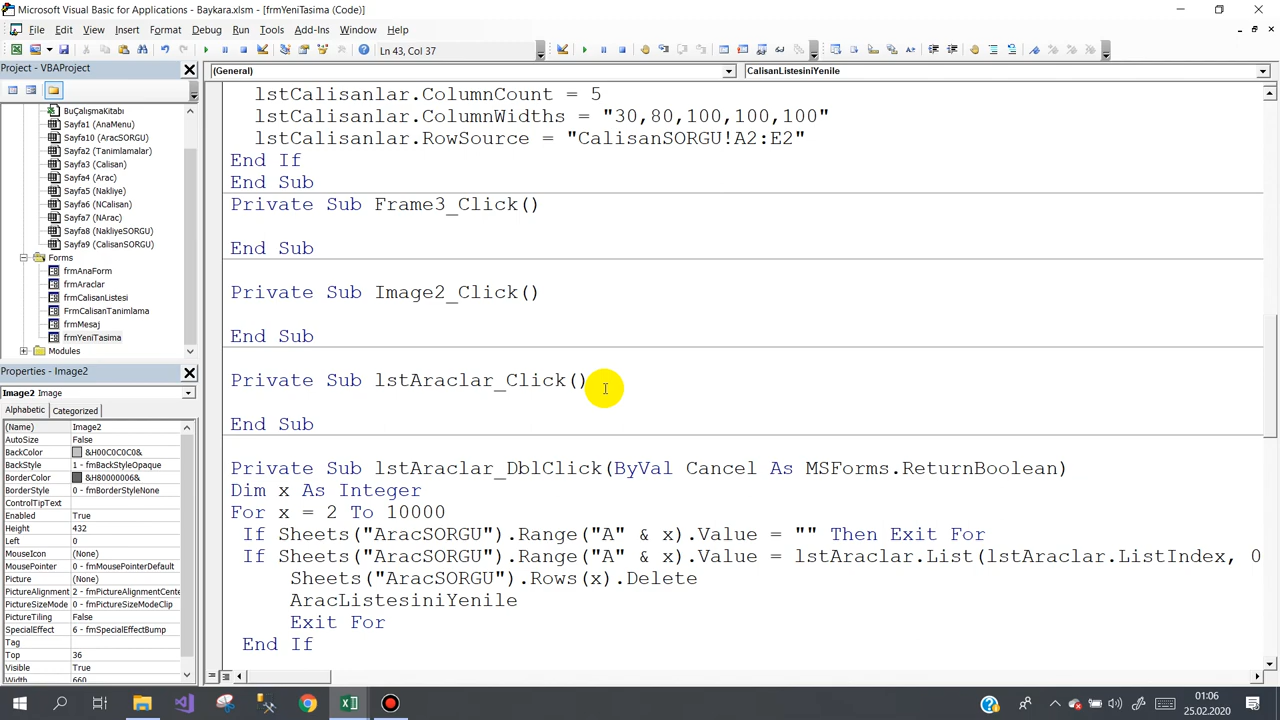 Microsoft Visual Basic for Applications - Baykara.xlsm - [frmYeniTasima (Code)]
File Edit View Insert Format Debug Run Tools Add-Ins Window Help
Ln 43, Col 37
Project - VBAProject
BuÇalışmaKitabı
Sayfa1 (AnaMenu)
Sayfa10 (AracSORGU)
Sayfa2 (Tanimlamalar)
Sayfa3 (Calisan)
Sayfa4 (Arac)
Sayfa5 (Nakliye)
Sayfa6 (NCalisan)
Sayfa7 (NArac)
Sayfa8 (NakliyeSORGU)
Sayfa9 (CalisanSORGU)
Forms
frmAnaForm
frmAraclar
frmCalisanListesi
FrmCalisanTanimlama
frmMesaj
frmYeniTasima
Modules
Properties - Image2
Image2 Image
Alphabetic Categorized
(Name) Image2
AutoSize False
BackColor &H00C0C0C0&
BackStyle 1 - fmBackStyleOpaque
BorderColor &H80000006&
BorderStyle 0 - fmBorderStyleNone
ControlTipText
Enabled True
Height 432
Left 0
MouseIcon (None)
MousePointer 0 - fmMousePointerDefault
Picture (None)
PictureAlignment 2 - fmPictureAlignmentCente
PictureSizeMode 0 - fmPictureSizeModeClip
PictureTiling False
SpecialEffect 6 - fmSpecialEffectBump
Tag
Top 36
Visible True
Width 660
(General) CalisanListesiniYenile
lstCalisanlar.ColumnCount = 5
lstCalisanlar.ColumnWidths = "30,80,100,100,100"
lstCalisanlar.RowSource = "CalisanSORGU!A2:E2"
End If
End Sub
Private Sub Frame3_Click()
End Sub
Private Sub Image2_Click()
End Sub
Private Sub lstAraclar_Click()
End Sub
Private Sub lstAraclar_DblClick(ByVal Cancel As MSForms.ReturnBoolean)
Dim x As Integer
For x = 2 To 10000
If Sheets("AracSORGU").Range("A" & x).Value = "" Then Exit For
If Sheets("AracSORGU").Range("A" & x).Value = lstAraclar.List(lstAraclar.ListIndex, 0
Sheets("AracSORGU").Rows(x).Delete
AracListesiniYenile
Exit For
End If
01:06
25.02.2020